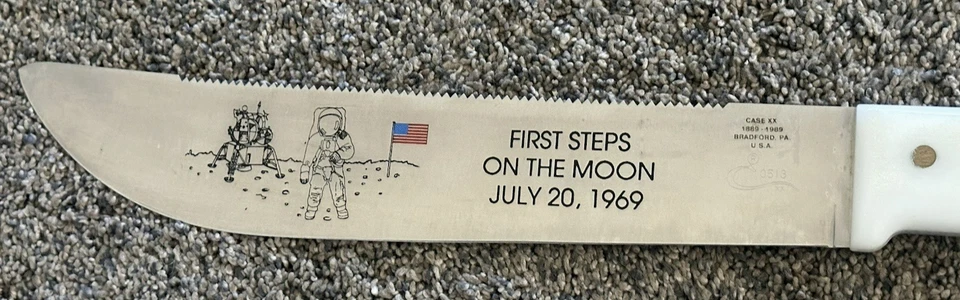 FIRST STEPS
ON THE MOON
JULY 20, 1969
CASE XX
1889-1989
BRADFORD, PA.
U.S.A.